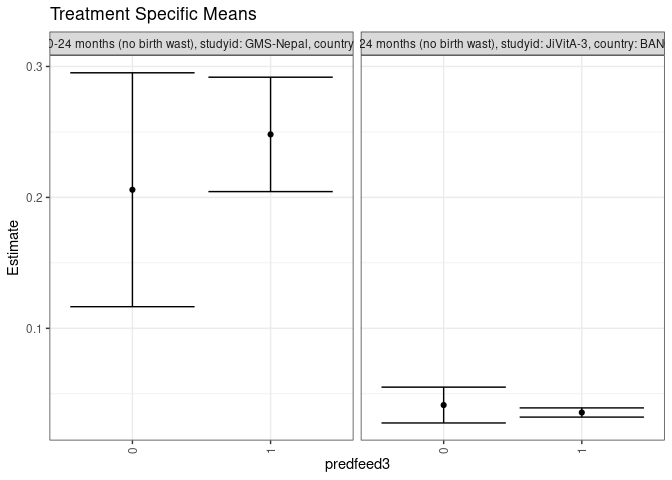 Treatment Specific Means
0-24 months (no birth wast), studyid: GMS-Nepal, country
24 months (no birth wast), studyid: JiVitA-3, country: BAN
0.3
0.2
0.1
Estimate
0
1
0
1
predfeed3